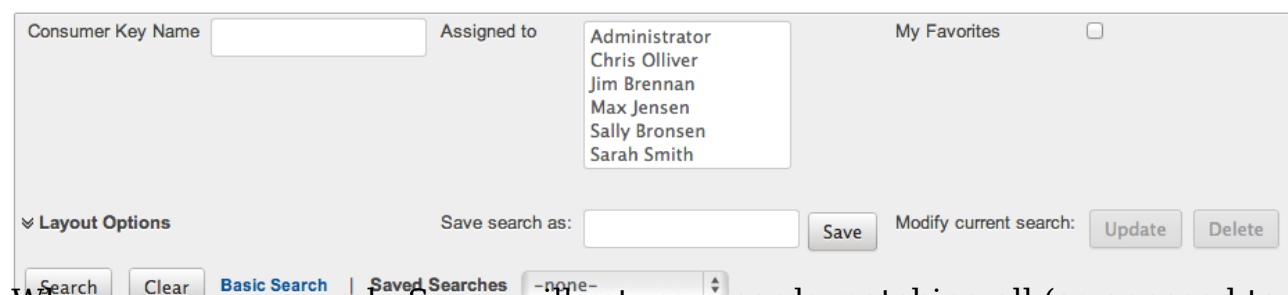 Consumer Key Name Assigned to My Favorites
Administrator
Chris Olliver
Jim Brennan
Max Jensen
Sally Bronsen
Sarah Smith
Layout Options Save search as: Save Modify current search: Update Delete
Search Clear Basic Search | Saved Searches -none-